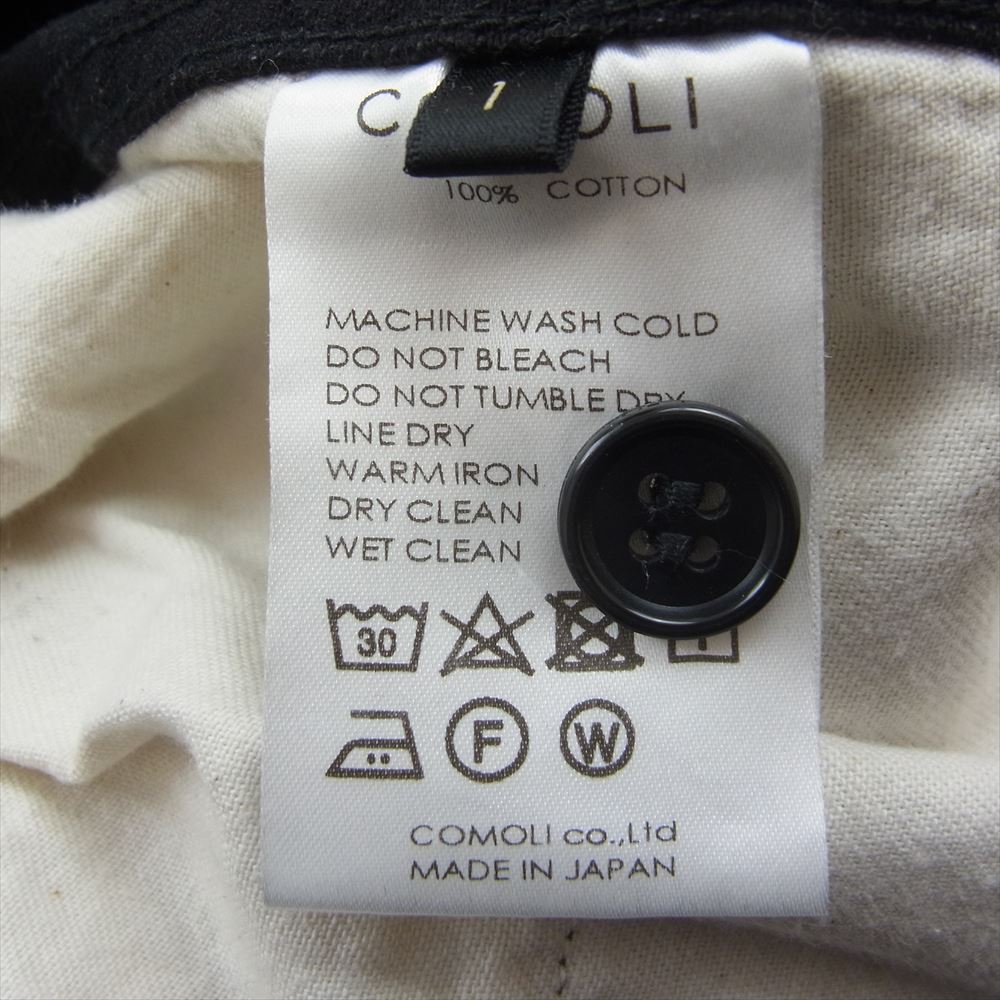 1
100% COTTON
MACHINE WASH COLD
DO NOT BLEACH
DO NOT TUMBLE DRY
LINE DRY
WARM IRON
DRY CLEAN
WET CLEAN
30
F W
COMOLI co.,Ltd
MADE IN JAPAN